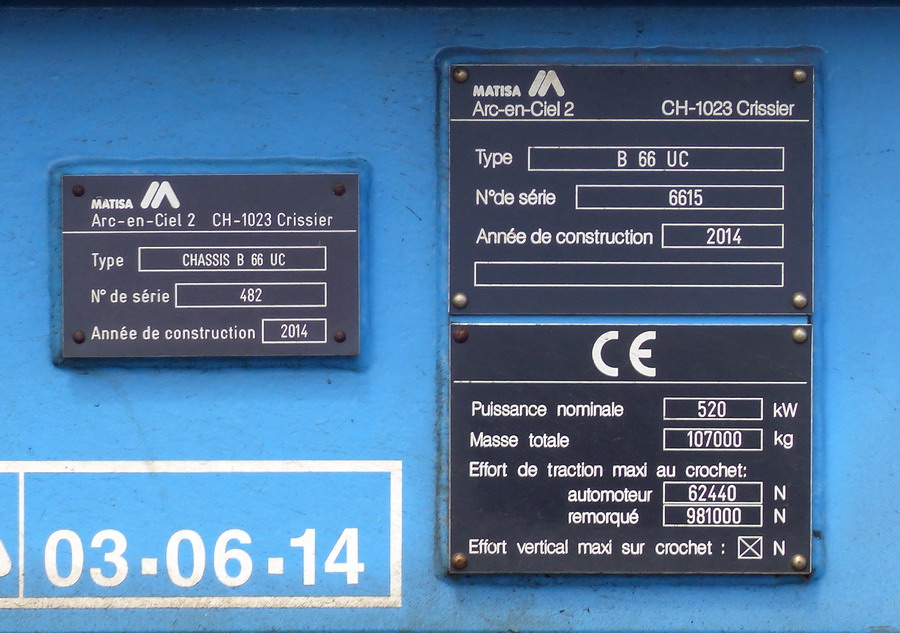 MATISA
Arc-en-Ciel 2 CH-1023 Crissier
Type CHASSIS B 66 UC
N° de série 482
Année de construction 2014
MATISA
Arc-en-Ciel 2 CH-1023 Crissier
Type B 66 UC
N°de série 6615
Année de construction 2014
CE
Puissance nominale 520 kW
Masse totale 107000 kg
Effort de traction maxi au crochet:
automoteur 62440 N
remorqué 981000 N
Effort vertical maxi sur crochet : N
03·06·14